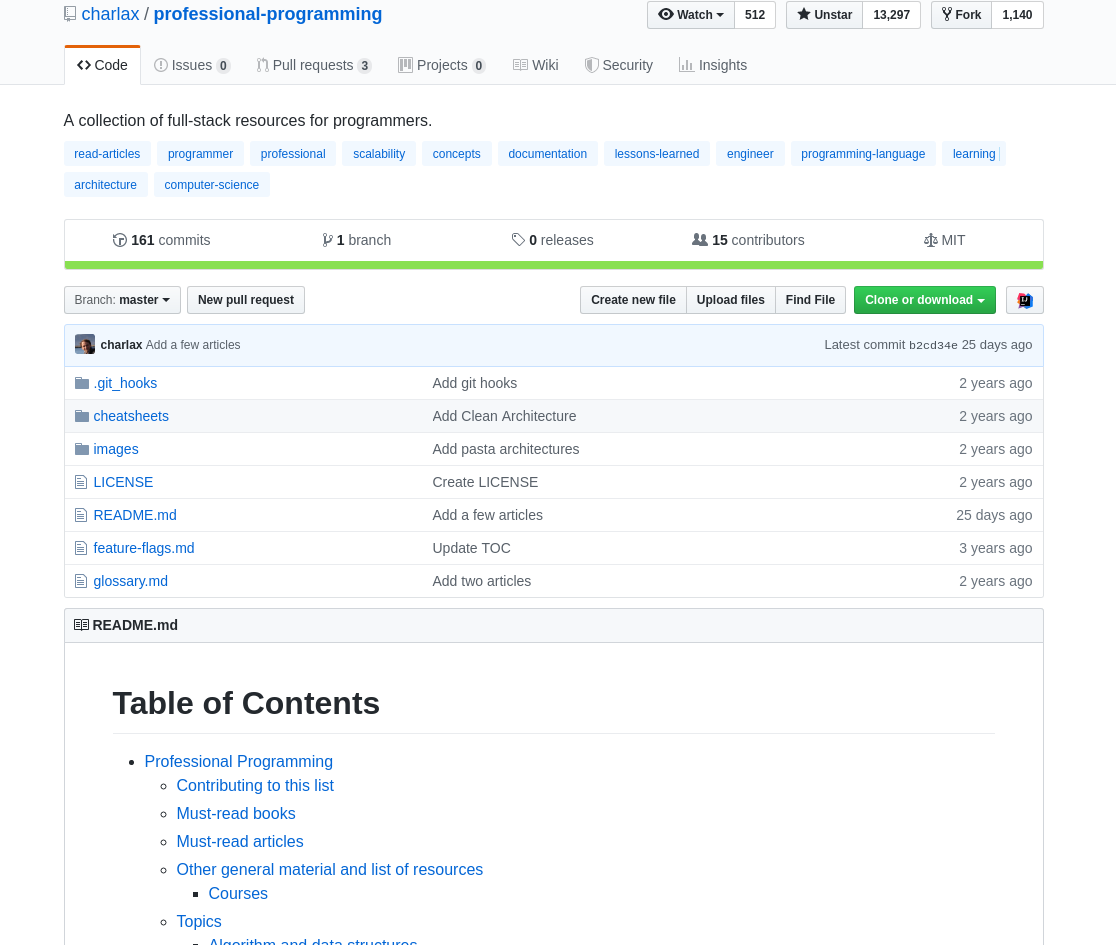 charlax / professional-programming
Watch 512 Unstar 13,297 Fork 1,140
Code Issues 0 Pull requests 3 Projects 0 Wiki Security Insights
A collection of full-stack resources for programmers.
read-articles programmer professional scalability concepts documentation lessons-learned engineer programming-language learning
architecture computer-science
161 commits 1 branch 0 releases 15 contributors MIT
Branch: master New pull request Create new file Upload files Find File Clone or download
charlax Add a few articles Latest commit b2cd34e 25 days ago
.git_hooks Add git hooks 2 years ago
cheatsheets Add Clean Architecture 2 years ago
images Add pasta architectures 2 years ago
LICENSE Create LICENSE 2 years ago
README.md Add a few articles 25 days ago
feature-flags.md Update TOC 3 years ago
glossary.md Add two articles 2 years ago
README.md
Table of Contents
Professional Programming
Contributing to this list
Must-read books
Must-read articles
Other general material and list of resources
Courses
Topics
Algorithm and data structures